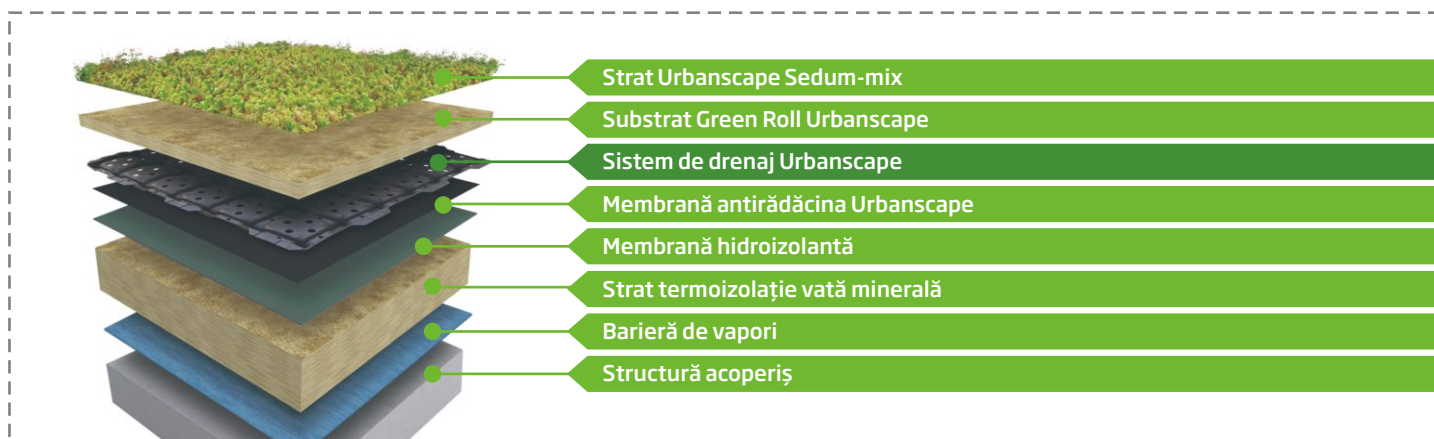 Strat Urbanscape Sedum-mix
Substrat Green Roll Urbanscape
Sistem de drenaj Urbanscape
Membrană antirădăcina Urbanscape
Membrană hidroizolantă
Strat termoizolație vată minerală
Barieră de vapori
Structură acoperiș